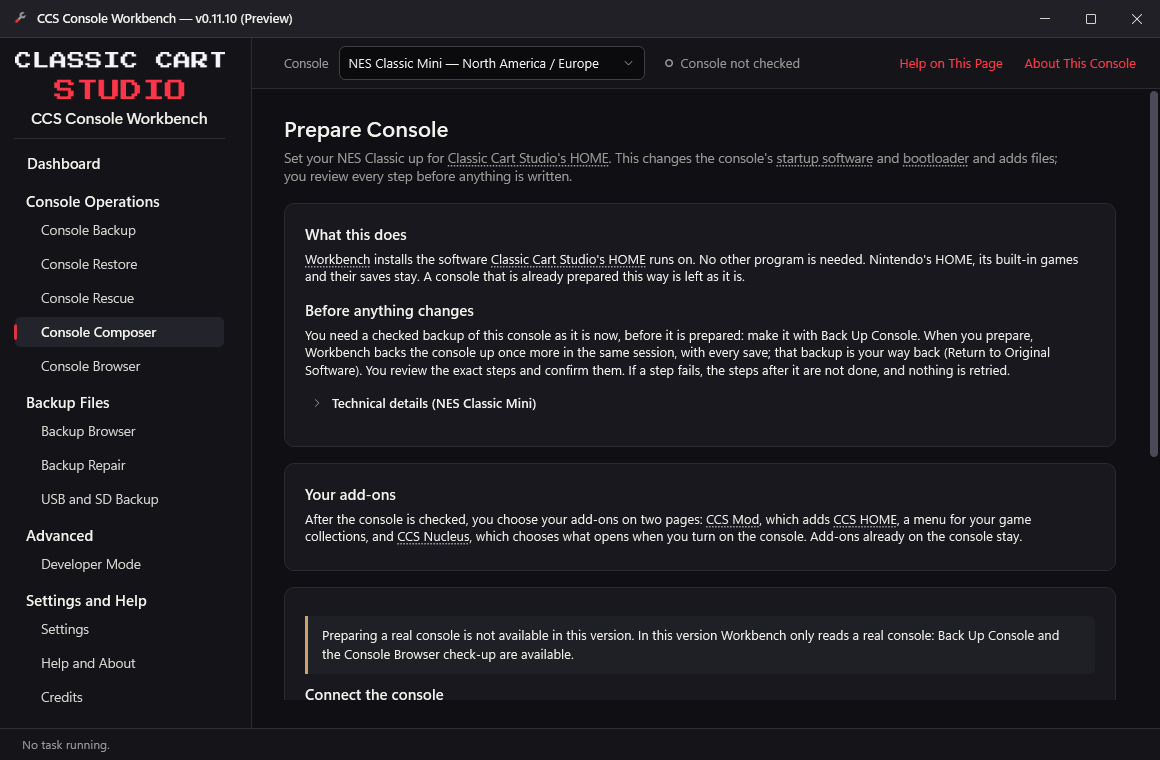 CCS Console Workbench — v0.11.10 (Preview)
CLASSIC CART
STUDIO
CCS Console Workbench
Dashboard
Console Operations
Console Backup
Console Restore
Console Rescue
Console Composer
Console Browser
Backup Files
Backup Browser
Backup Repair
USB and SD Backup
Advanced
Developer Mode
Settings and Help
Settings
Help and About
Credits
Console
NES Classic Mini — North America / Europe
Console not checked
Help on This Page
About This Console
Prepare Console
Set your NES Classic up for Classic Cart Studio's HOME. This changes the console's startup software and bootloader and adds files;
you review every step before anything is written.
What this does
Workbench installs the software Classic Cart Studio's HOME runs on. No other program is needed. Nintendo's HOME, its built-in games
and their saves stay. A console that is already prepared this way is left as it is.
Before anything changes
You need a checked backup of this console as it is now, before it is prepared: make it with Back Up Console. When you prepare,
Workbench backs the console up once more in the same session, with every save; that backup is your way back (Return to Original
Software). You review the exact steps and confirm them. If a step fails, the steps after it are not done, and nothing is retried.
Technical details (NES Classic Mini)
Your add-ons
After the console is checked, you choose your add-ons on two pages: CCS Mod, which adds CCS HOME, a menu for your game
collections, and CCS Nucleus, which chooses what opens when you turn on the console. Add-ons already on the console stay.
Preparing a real console is not available in this version. In this version Workbench only reads a real console: Back Up Console and
the Console Browser check-up are available.
Connect the console
No task running.